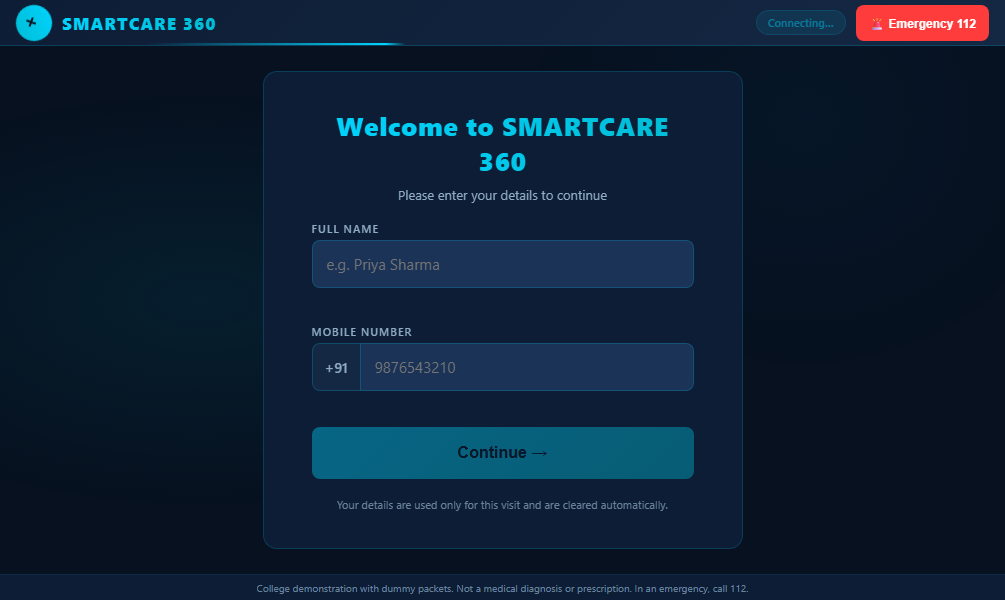 SMARTCARE 360
Connecting...
🚨 Emergency 112
Welcome to SMARTCARE
360
Please enter your details to continue
FULL NAME
e.g. Priya Sharma
MOBILE NUMBER
+91
9876543210
Continue →
Your details are used only for this visit and are cleared automatically.
College demonstration with dummy packets. Not a medical diagnosis or prescription. In an emergency, call 112.